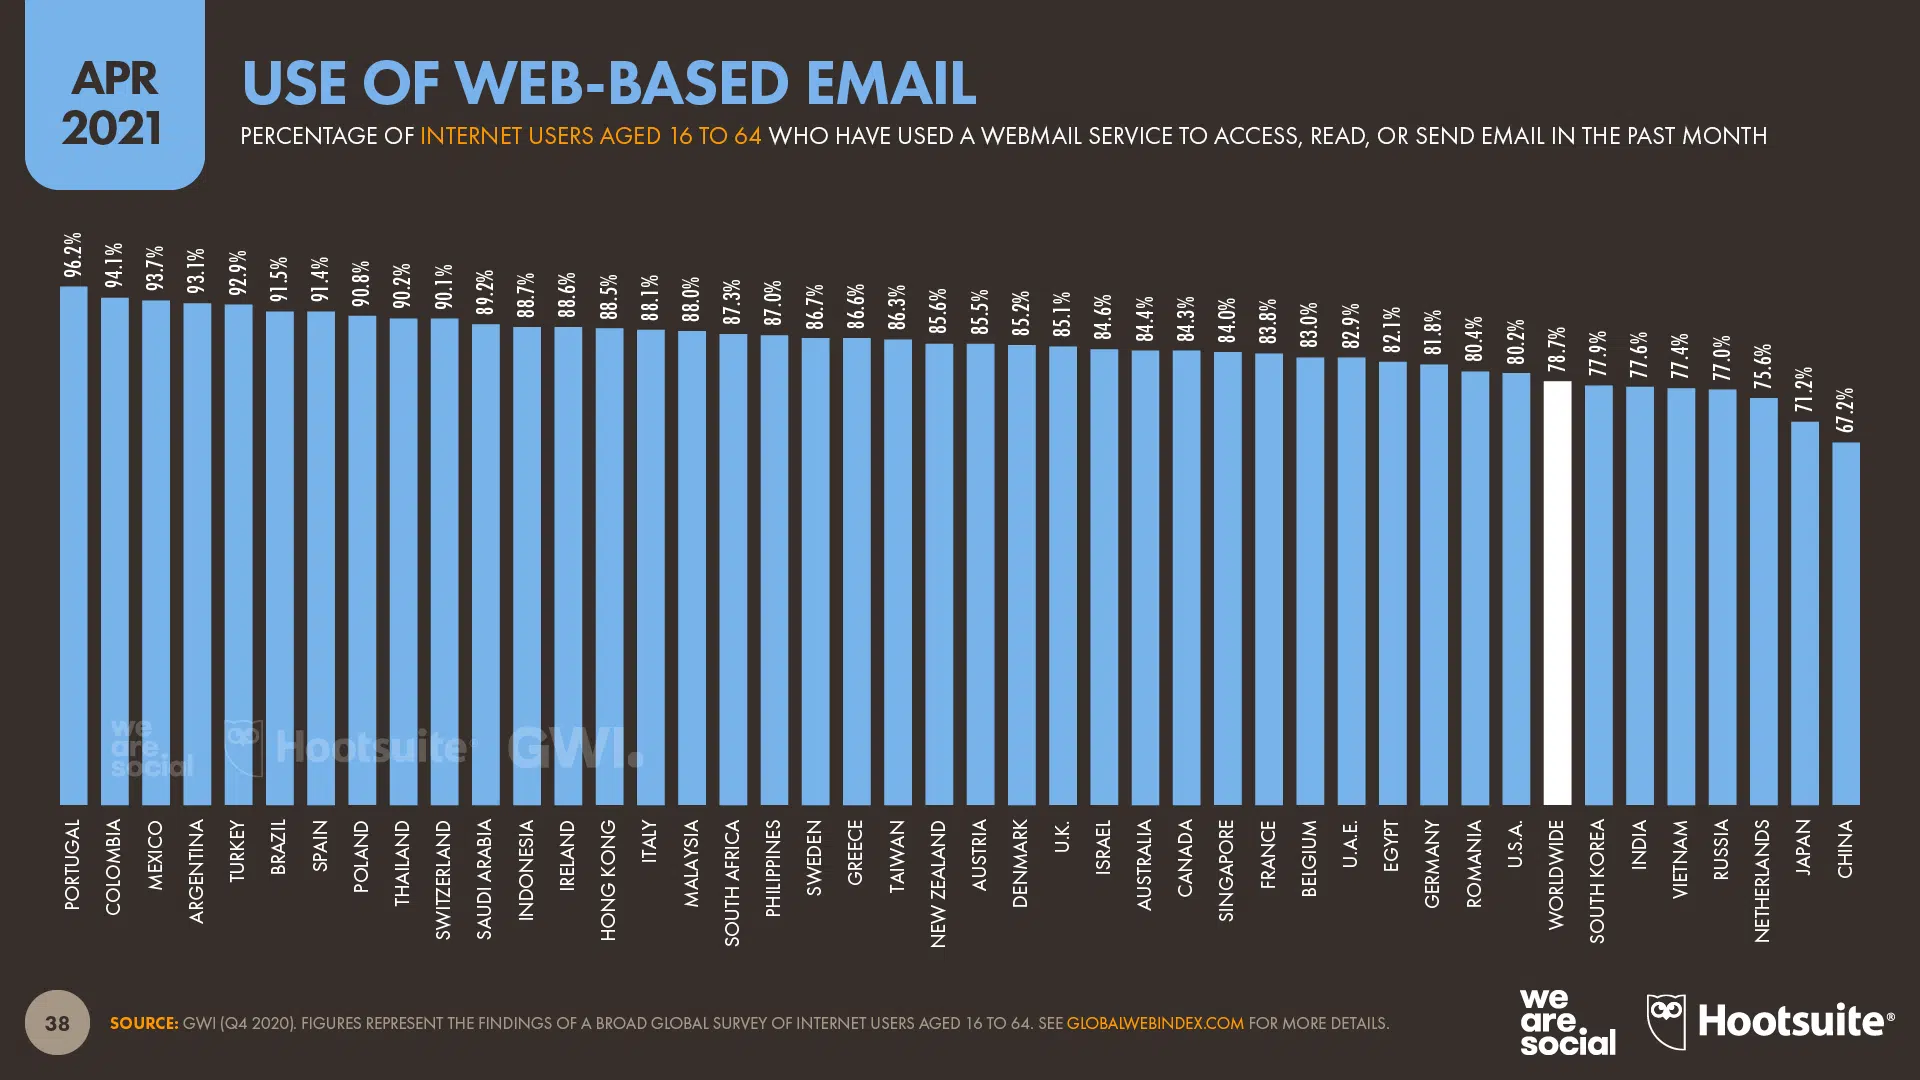 APR
2021
USE OF WEB-BASED EMAIL
PERCENTAGE OF INTERNET USERS AGED 16 TO 64 WHO HAVE USED A WEBMAIL SERVICE TO ACCESS, READ, OR SEND EMAIL IN THE PAST MONTH
96.2%
94.1%
93.7%
93.1%
92.9%
91.5%
91.4%
90.8%
90.2%
90.1%
89.2%
88.7%
88.6%
88.5%
88.1%
88.0%
87.3%
87.0%
86.7%
86.6%
86.3%
85.6%
85.5%
85.2%
85.1%
84.6%
84.4%
84.3%
84.0%
83.8%
83.0%
82.9%
82.1%
81.8%
80.4%
80.2%
78.7%
77.9%
77.6%
77.4%
77.0%
75.6%
71.2%
67.2%
we
are
social
Hootsuite®
GWI.
PORTUGAL
COLOMBIA
MEXICO
ARGENTINA
TURKEY
BRAZIL
SPAIN
POLAND
THAILAND
SWITZERLAND
SAUDI ARABIA
INDONESIA
IRELAND
HONG KONG
ITALY
MALAYSIA
SOUTH AFRICA
PHILIPPINES
SWEDEN
GREECE
TAIWAN
NEW ZEALAND
AUSTRIA
DENMARK
U.K.
ISRAEL
AUSTRALIA
CANADA
SINGAPORE
FRANCE
BELGIUM
U.A.E.
EGYPT
GERMANY
ROMANIA
U.S.A.
WORLDWIDE
SOUTH KOREA
INDIA
VIETNAM
RUSSIA
NETHERLANDS
JAPAN
CHINA
38
SOURCE: GWI (Q4 2020). FIGURES REPRESENT THE FINDINGS OF A BROAD GLOBAL SURVEY OF INTERNET USERS AGED 16 TO 64. SEE GLOBALWEBINDEX.COM FOR MORE DETAILS.
we
are
social
Hootsuite®